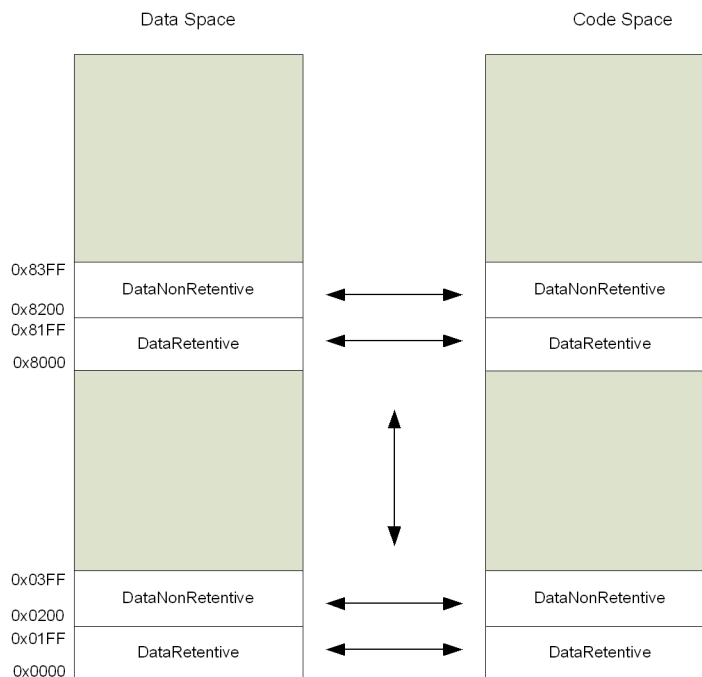 Data Space
Code Space
0x83FF
DataNonRetentive
DataNonRetentive
0x8200
0x81FF
DataRetentive
DataRetentive
0x8000
0x03FF
DataNonRetentive
DataNonRetentive
0x0200
0x01FF
DataRetentive
DataRetentive
0x0000